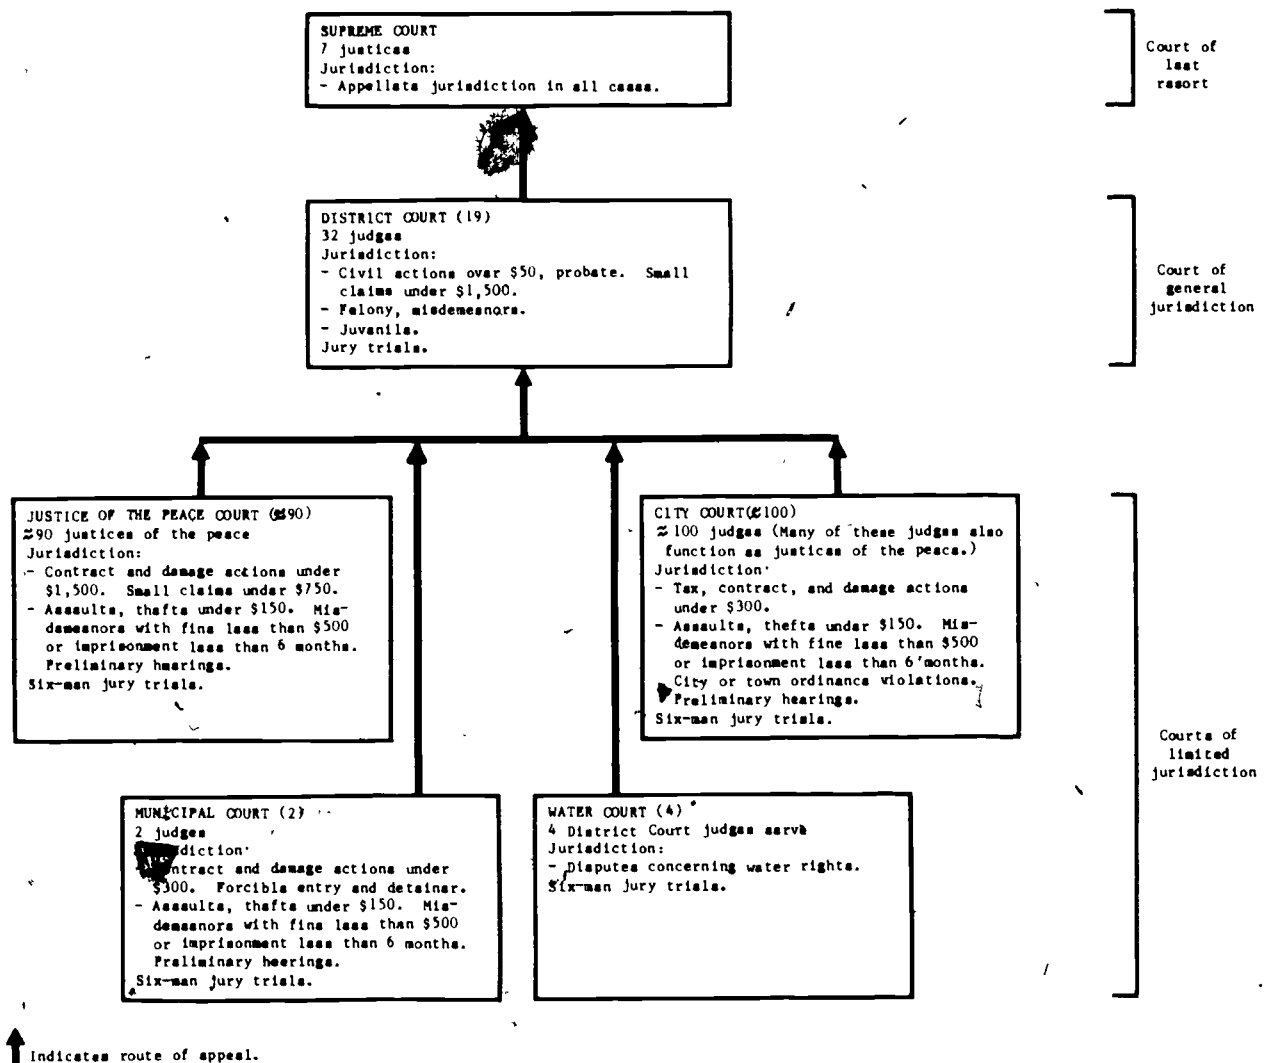 SUPREME COURT
7 justices
Jurisdiction:
- Appellate jurisdiction in all cases.
Court of
last
resort
DISTRICT COURT (19)
32 judges
Jurisdiction:
- Civil actions over $50, probate. Small
claims under $1,500.
- Felony, misdemeanors.
- Juvenile.
Jury trials.
Court of
general
jurisdiction
JUSTICE OF THE PEACE COURT (≈90)
≈90 justices of the peace
Jurisdiction:
- Contract and damage actions under
$1,500. Small claims under $750.
- Assaults, thefts under $150. Mis-
demeanors with fine less than $500
or imprisonment less than 6 months.
Preliminary hearings.
Six-man jury trials.
CITY COURT (≈100)
≈100 judges (Many of these judges also
function as justices of the peace.)
Jurisdiction:
- Tax, contract, and damage actions
under $300.
- Assaults, thefts under $150. Mis-
demeanors with fine less than $500
or imprisonment less than 6 months.
City or town ordinance violations.
Preliminary hearings.
Six-man jury trials.
Courts of
limited
jurisdiction
MUNICIPAL COURT (2)
2 judges
Jurisdiction:
- Contract and damage actions under
$300. Forcible entry and detainer.
- Assaults, thefts under $150. Mis-
demeanors with fine less than $500
or imprisonment less than 6 months.
Preliminary hearings.
Six-man jury trials.
WATER COURT (4)
4 District Court judges serve
Jurisdiction:
- Disputes concerning water rights.
Six-man jury trials.
Indicates route of appeal.